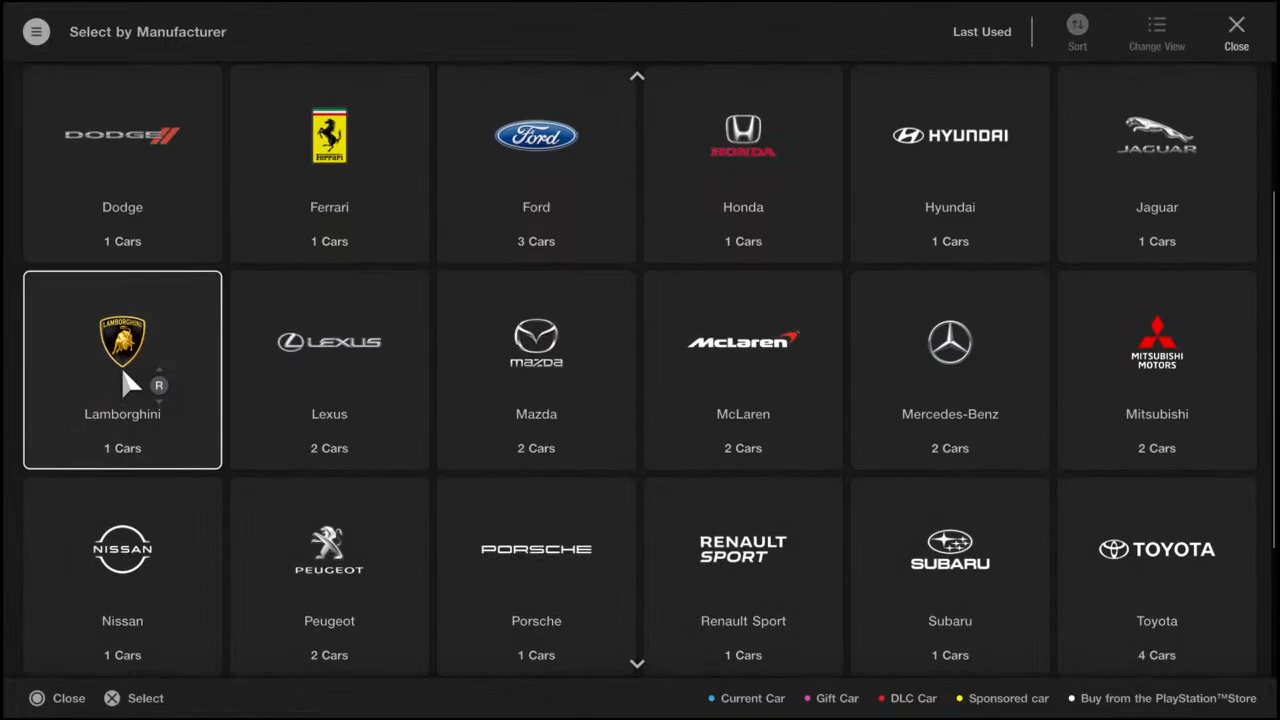 Select by Manufacturer
Last Used
Sort
Change View
Close
DODGE
Ferrari
Ford
HONDA
HYUNDAI
JAGUAR
Dodge
Ferrari
Ford
Honda
Hyundai
Jaguar
1 Cars
1 Cars
3 Cars
1 Cars
1 Cars
1 Cars
LAMBORGHINI
LEXUS
mazda
McLaren
MITSUBISHI
MOTORS
R
Lamborghini
Lexus
Mazda
McLaren
Mercedes-Benz
Mitsubishi
1 Cars
2 Cars
2 Cars
2 Cars
2 Cars
2 Cars
NISSAN
PEUGEOT
PORSCHE
RENAULT
SPORT
SUBARU
TOYOTA
Nissan
Peugeot
Porsche
Renault Sport
Subaru
Toyota
1 Cars
2 Cars
1 Cars
1 Cars
1 Cars
4 Cars
Close
Select
Current Car
Gift Car
DLC Car
Sponsored car
Buy from the PlayStation™Store